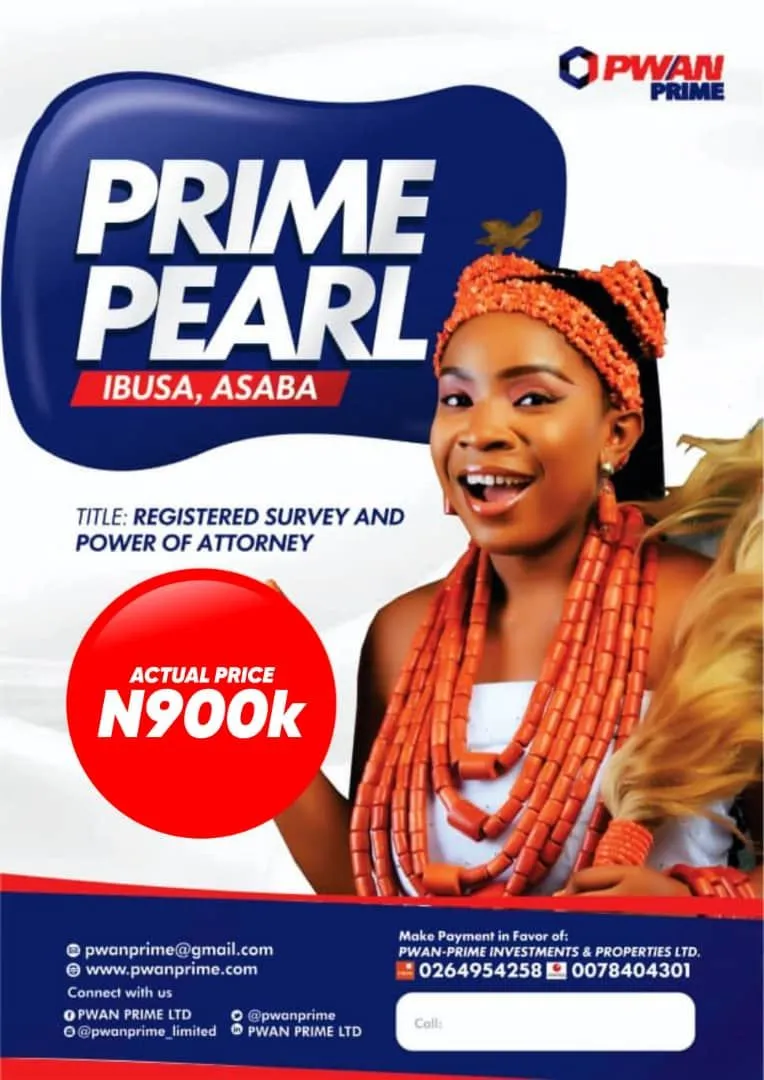 PWAN
PRIME
PRIME
PEARL
IBUSA, ASABA
TITLE: REGISTERED SURVEY AND
POWER OF ATTORNEY
ACTUAL PRICE
N900k
pwanprime@gmail.com
www.pwanprime.com
Connect with us
PWAN PRIME LTD @pwanprime
@pwanprime_limited PWAN PRIME LTD
Make Payment in Favor of:
PWAN-PRIME INVESTMENTS & PROPERTIES LTD.
0264954258 0078404301
Call: